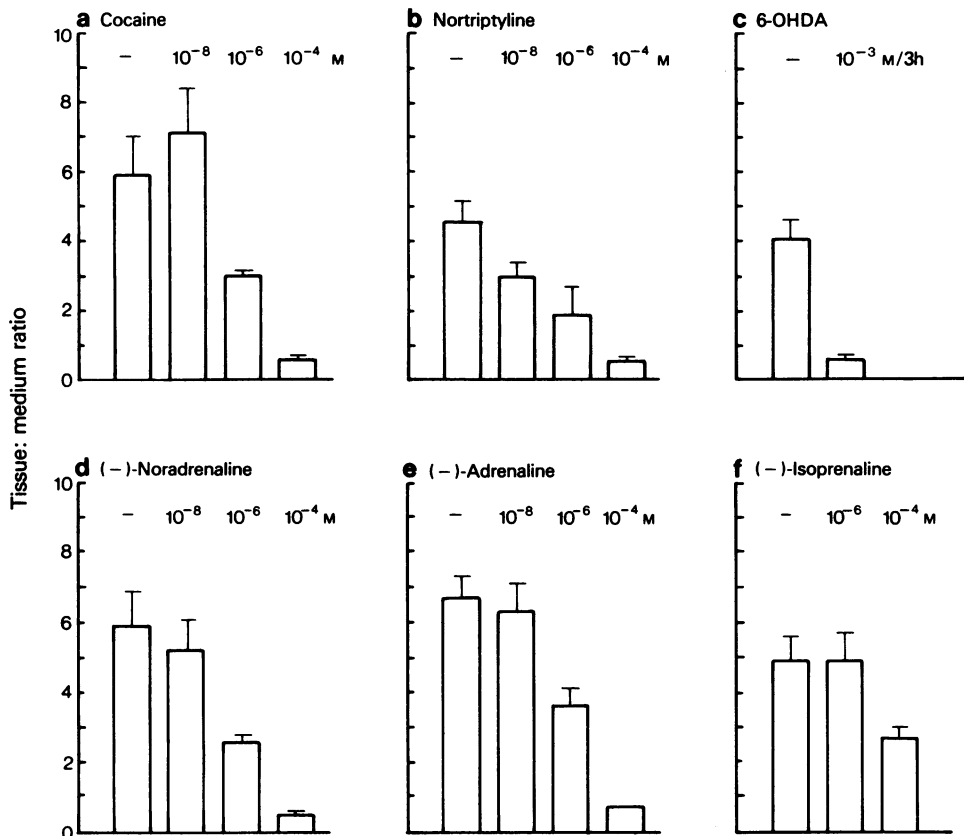 a Cocaine
b Nortriptyline
c 6-OHDA
10
– 10⁻⁸ 10⁻⁶ 10⁻⁴ M
– 10⁻⁸ 10⁻⁶ 10⁻⁴ M
– 10⁻³ M/3h
8
6
4
2
0
Tissue: medium ratio
d (−)-Noradrenaline
e (−)-Adrenaline
f (−)-Isoprenaline
10
– 10⁻⁸ 10⁻⁶ 10⁻⁴ M
– 10⁻⁸ 10⁻⁶ 10⁻⁴ M
– 10⁻⁶ 10⁻⁴ M
8
6
4
2
0